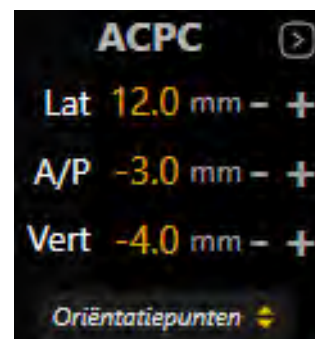 ACPC
Lat 12.0 mm - +
A/P -3.0 mm - +
Vert -4.0 mm - +
Oriëntatiepunten